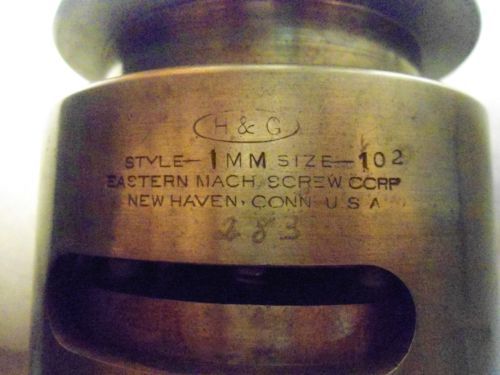 H & G
STYLE-1MM SIZE-102
EASTERN MACH. SCREW CORP
NEW HAVEN, CONN. U.S.A
283